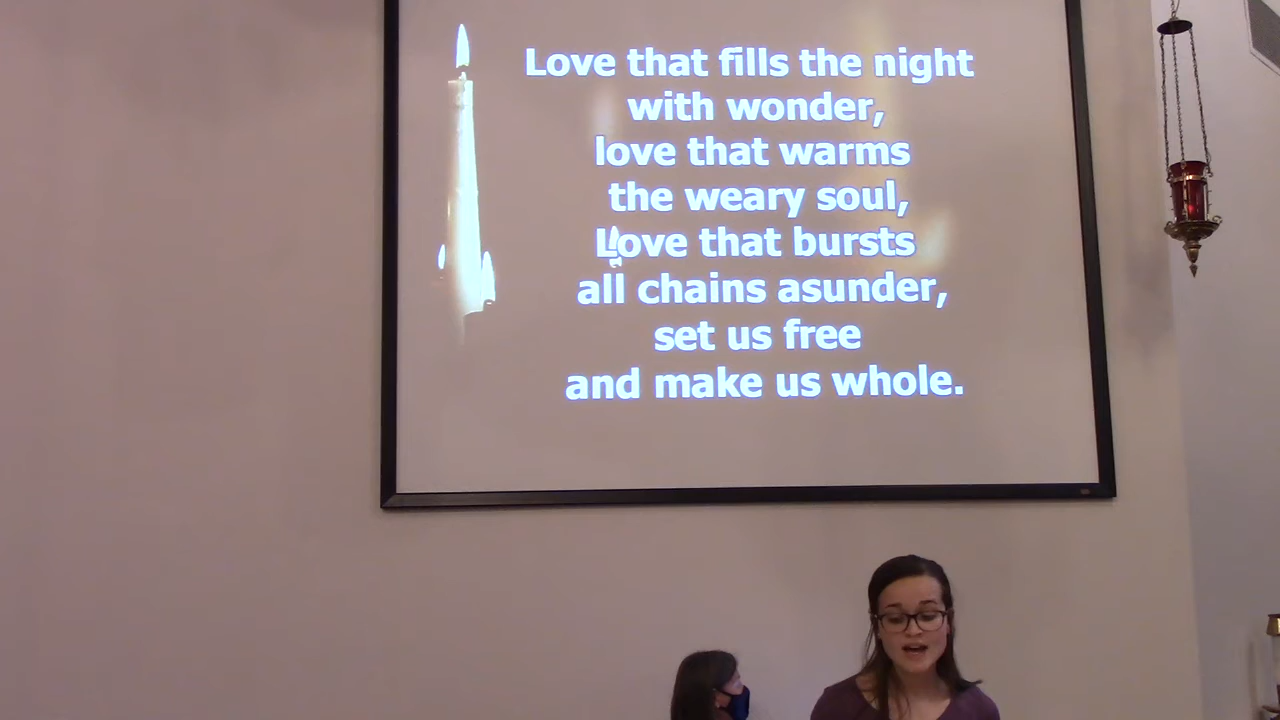 Love that fills the night
with wonder,
love that warms
the weary soul,
Love that bursts
all chains asunder,
set us free
and make us whole.